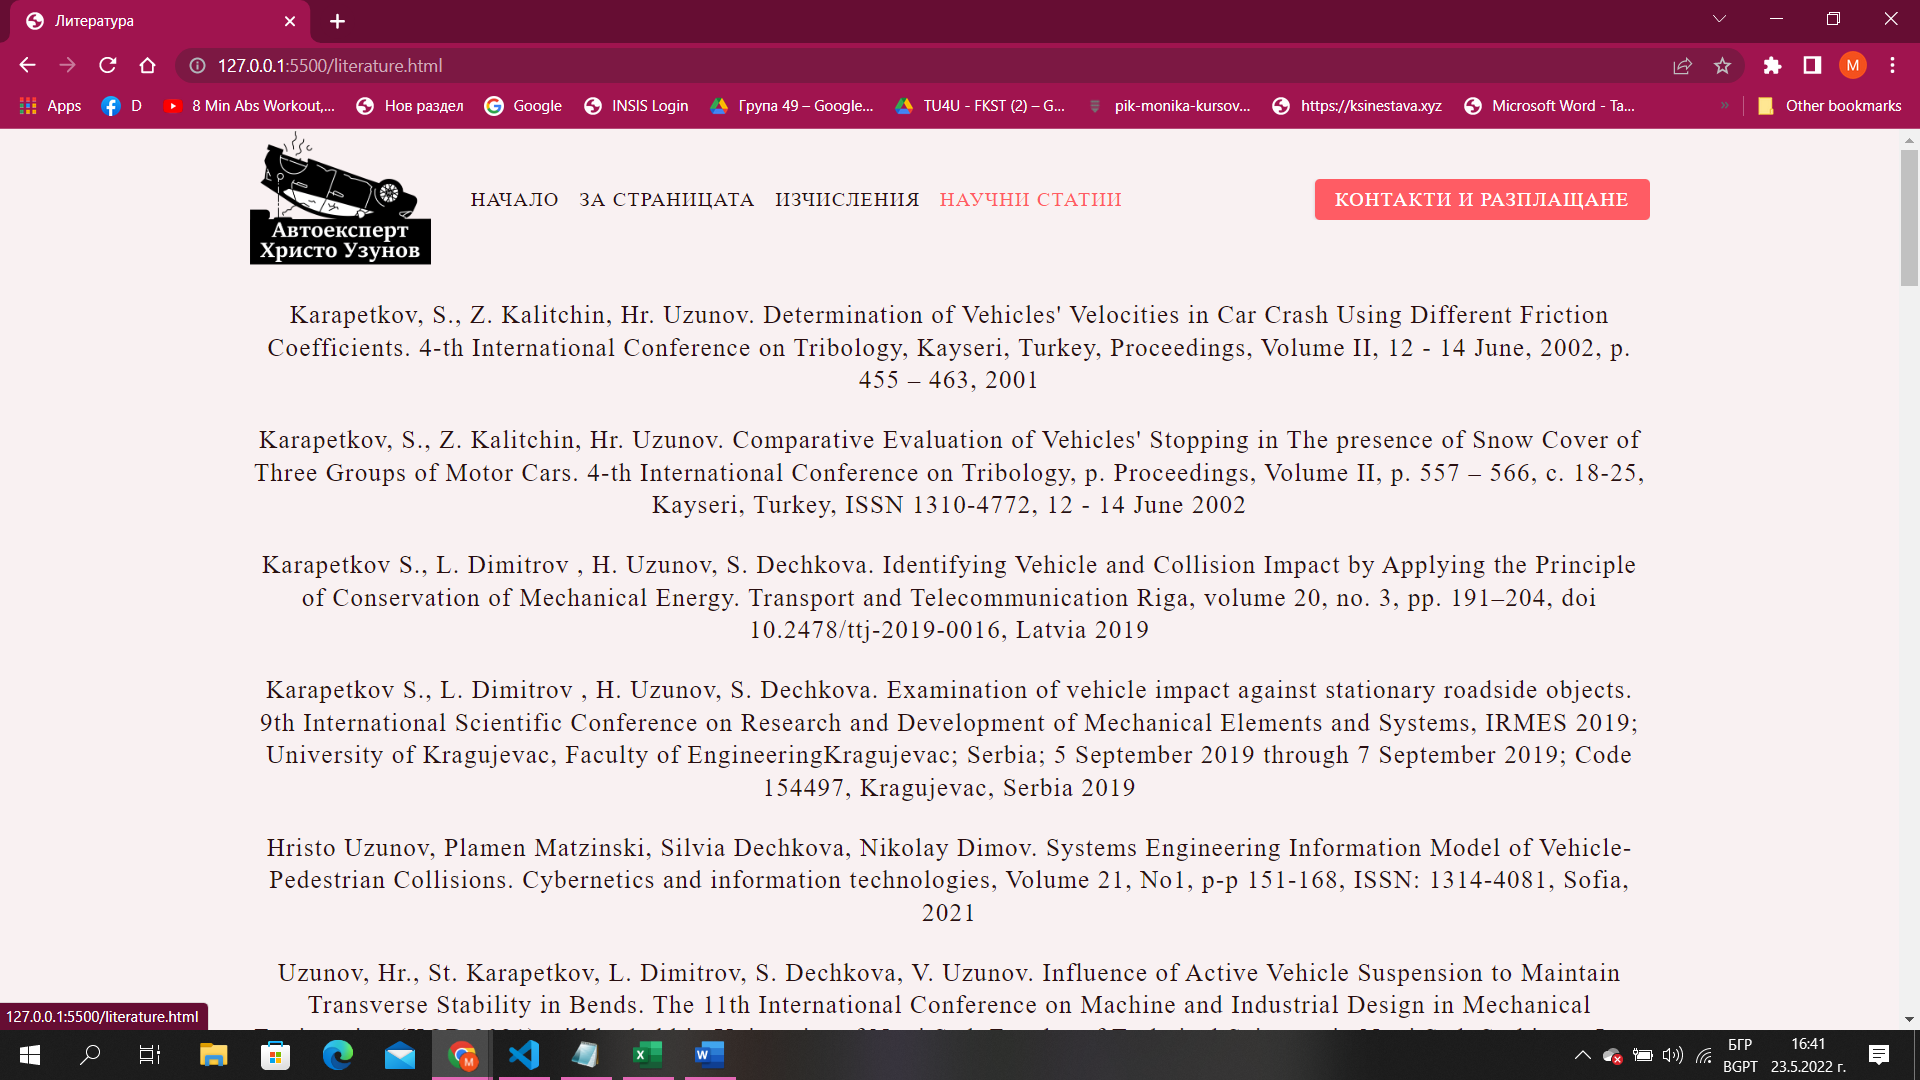 Литература
127.0.0.1:5500/literature.html
M
Apps
D
8 Min Abs Workout,...
Нов раздел
Google
INSIS Login
Група 49 – Google...
TU4U - FKST (2) – G...
pik-monika-kursov...
https://ksinestava.xyz
Microsoft Word - Ta...
»
Other bookmarks
Автоексперт
Христо Узунов
НАЧАЛО
ЗА СТРАНИЦАТА
ИЗЧИСЛЕНИЯ
НАУЧНИ СТАТИИ
КОНТАКТИ И РАЗПЛАЩАНЕ
Karapetkov, S., Z. Kalitchin, Hr. Uzunov. Determination of Vehicles' Velocities in Car Crash Using Different Friction
Coefficients. 4-th International Conference on Tribology, Kayseri, Turkey, Proceedings, Volume II, 12 - 14 June, 2002, p.
455 – 463, 2001
Karapetkov, S., Z. Kalitchin, Hr. Uzunov. Comparative Evaluation of Vehicles' Stopping in The presence of Snow Cover of
Three Groups of Motor Cars. 4-th International Conference on Tribology, p. Proceedings, Volume II, p. 557 – 566, с. 18-25,
Kayseri, Turkey, ISSN 1310-4772, 12 - 14 June 2002
Karapetkov S., L. Dimitrov , H. Uzunov, S. Dechkova. Identifying Vehicle and Collision Impact by Applying the Principle
of Conservation of Mechanical Energy. Transport and Telecommunication Riga, volume 20, no. 3, pp. 191–204, doi
10.2478/ttj-2019-0016, Latvia 2019
Karapetkov S., L. Dimitrov , H. Uzunov, S. Dechkova. Examination of vehicle impact against stationary roadside objects.
9th International Scientific Conference on Research and Development of Mechanical Elements and Systems, IRMES 2019;
University of Kragujevac, Faculty of EngineeringKragujevac; Serbia; 5 September 2019 through 7 September 2019; Code
154497, Kragujevac, Serbia 2019
Hristo Uzunov, Plamen Matzinski, Silvia Dechkova, Nikolay Dimov. Systems Engineering Information Model of Vehicle-
Pedestrian Collisions. Cybernetics and information technologies, Volume 21, No1, p-p 151-168, ISSN: 1314-4081, Sofia,
2021
Uzunov, Hr., St. Karapetkov, L. Dimitrov, S. Dechkova, V. Uzunov. Influence of Active Vehicle Suspension to Maintain
Transverse Stability in Bends. The 11th International Conference on Machine and Industrial Design in Mechanical
127.0.0.1:5500/literature.html
БГР
BGPT
16:41
23.5.2022 г.